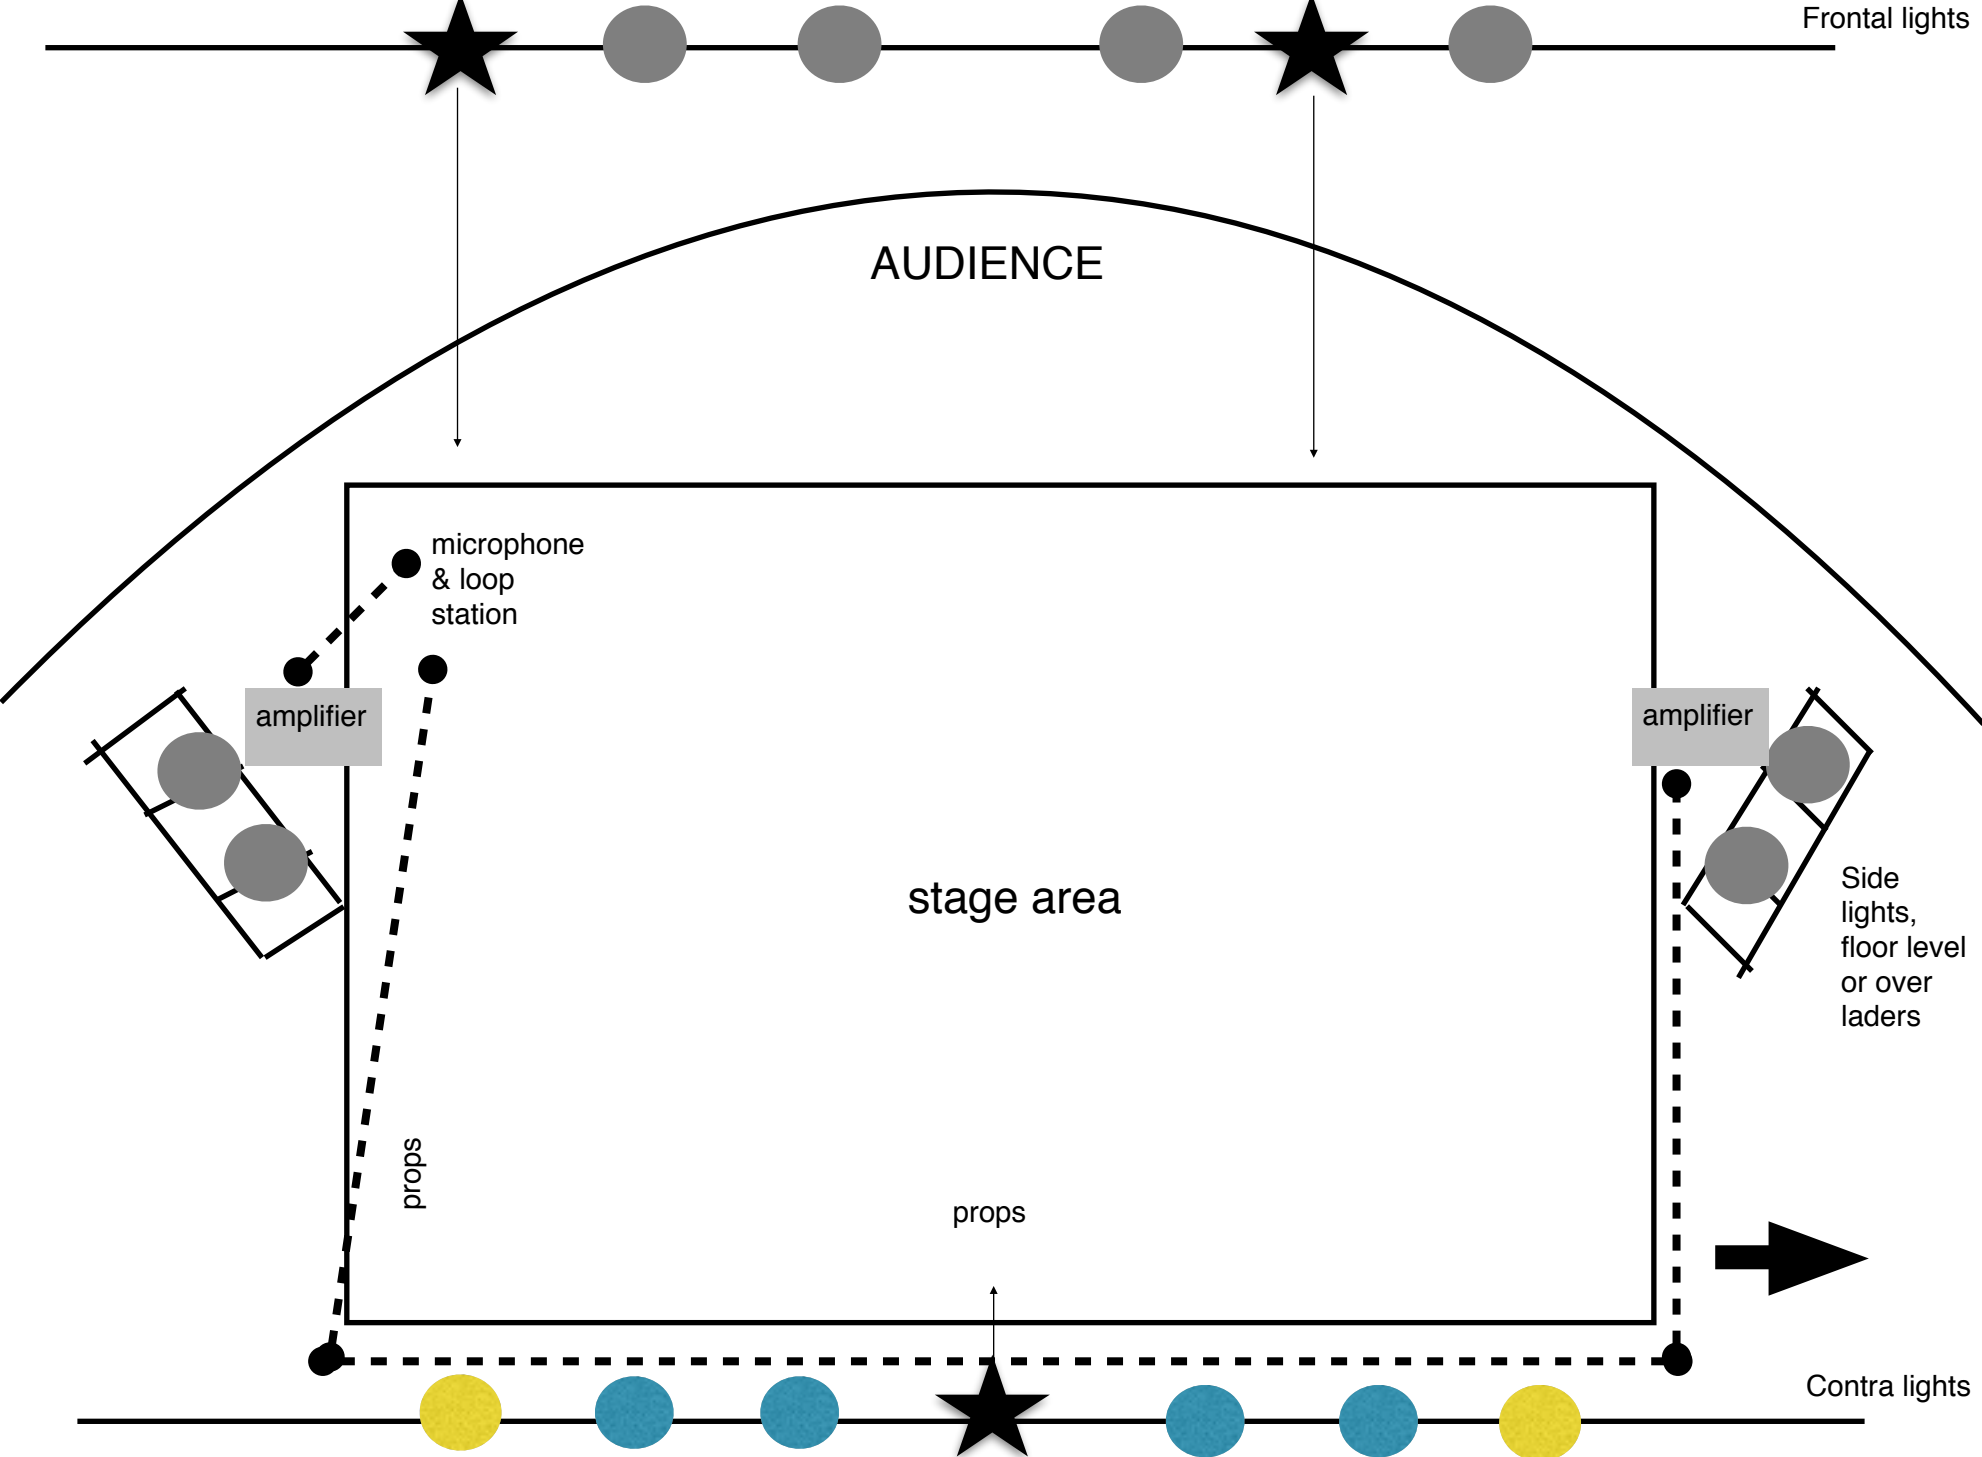 Frontal lights
AUDIENCE
microphone
& loop
station
amplifier
amplifier
stage area
Side
lights,
floor level
or over
laders
props
props
Contra lights